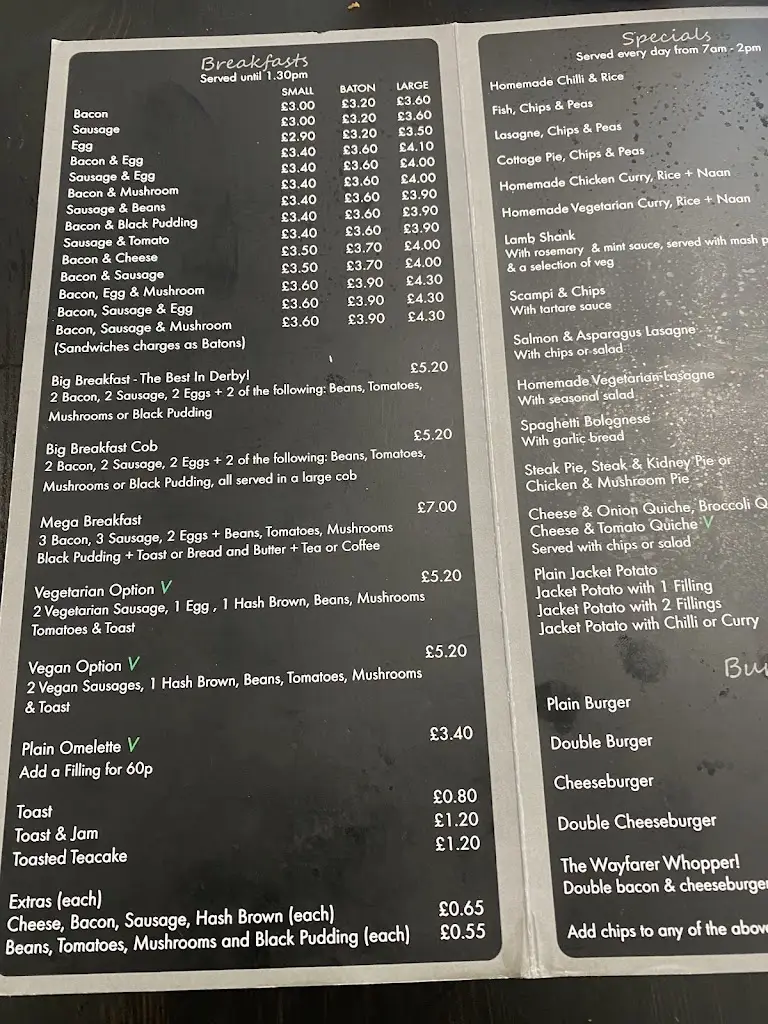 Breakfasts
Served until 1.30pm
SMALL BATON LARGE
Bacon £3.00 £3.20 £3.60
Sausage £3.00 £3.20 £3.60
Egg £2.90 £3.20 £3.50
Bacon & Egg £3.40 £3.60 £4.10
Sausage & Egg £3.40 £3.60 £4.00
Bacon & Mushroom £3.40 £3.60 £4.00
Sausage & Beans £3.40 £3.60 £3.90
Bacon & Black Pudding £3.40 £3.60 £3.90
Sausage & Tomato £3.40 £3.60 £3.90
Bacon & Cheese £3.50 £3.70 £4.00
Bacon & Sausage £3.50 £3.70 £4.00
Bacon, Egg & Mushroom £3.60 £3.90 £4.30
Bacon, Sausage & Egg £3.60 £3.90 £4.30
Bacon, Sausage & Mushroom £3.60 £3.90 £4.30
(Sandwiches charges as Batons)
Big Breakfast - The Best In Derby! £5.20
2 Bacon, 2 Sausage, 2 Eggs + 2 of the following: Beans, Tomatoes,
Mushrooms or Black Pudding
Big Breakfast Cob £5.20
2 Bacon, 2 Sausage, 2 Eggs + 2 of the following: Beans, Tomatoes,
Mushrooms or Black Pudding, all served in a large cob
Mega Breakfast £7.00
3 Bacon, 3 Sausage, 2 Eggs + Beans, Tomatoes, Mushrooms
Black Pudding + Toast or Bread and Butter + Tea or Coffee
Vegetarian Option V £5.20
2 Vegetarian Sausage, 1 Egg , 1 Hash Brown, Beans, Mushrooms
Tomatoes & Toast
Vegan Option V £5.20
2 Vegan Sausages, 1 Hash Brown, Beans, Tomatoes, Mushrooms
& Toast
Plain Omelette V £3.40
Add a Filling for 60p
Toast £0.80
Toast & Jam £1.20
Toasted Teacake £1.20
Extras (each)
Cheese, Bacon, Sausage, Hash Brown (each) £0.65
Beans, Tomatoes, Mushrooms and Black Pudding (each) £0.55
Specials
Served every day from 7am - 2pm
Homemade Chilli & Rice
Fish, Chips & Peas
Lasagne, Chips & Peas
Cottage Pie, Chips & Peas
Homemade Chicken Curry, Rice + Naan
Homemade Vegetarian Curry, Rice + Naan
Lamb Shank
With rosemary & mint sauce, served with mash p
& a selection of veg
Scampi & Chips
With tartare sauce
Salmon & Asparagus Lasagne
With chips or salad
Homemade Vegetarian Lasagne
With seasonal salad
Spaghetti Bolognese
With garlic bread
Steak Pie, Steak & Kidney Pie or
Chicken & Mushroom Pie
Cheese & Onion Quiche, Broccoli Q
Cheese & Tomato Quiche V
Served with chips or salad
Plain Jacket Potato
Jacket Potato with 1 Filling
Jacket Potato with 2 Fillings
Jacket Potato with Chilli or Curry
Bu
Plain Burger
Double Burger
Cheeseburger
Double Cheeseburger
The Wayfarer Whopper!
Double bacon & cheeseburger
Add chips to any of the above